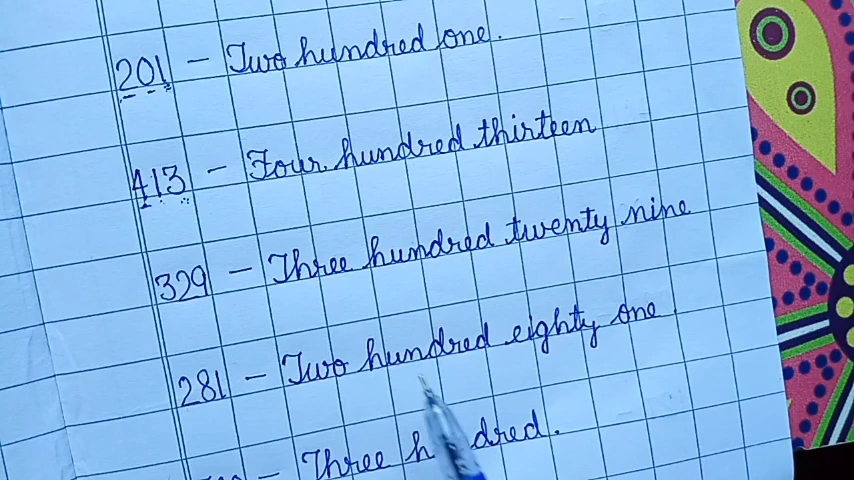 201 - Two hundred one.
413 - Four hundred thirteen
329 - Three hundred twenty nine
281 - Two hundred eighty one.
- Three hundred.